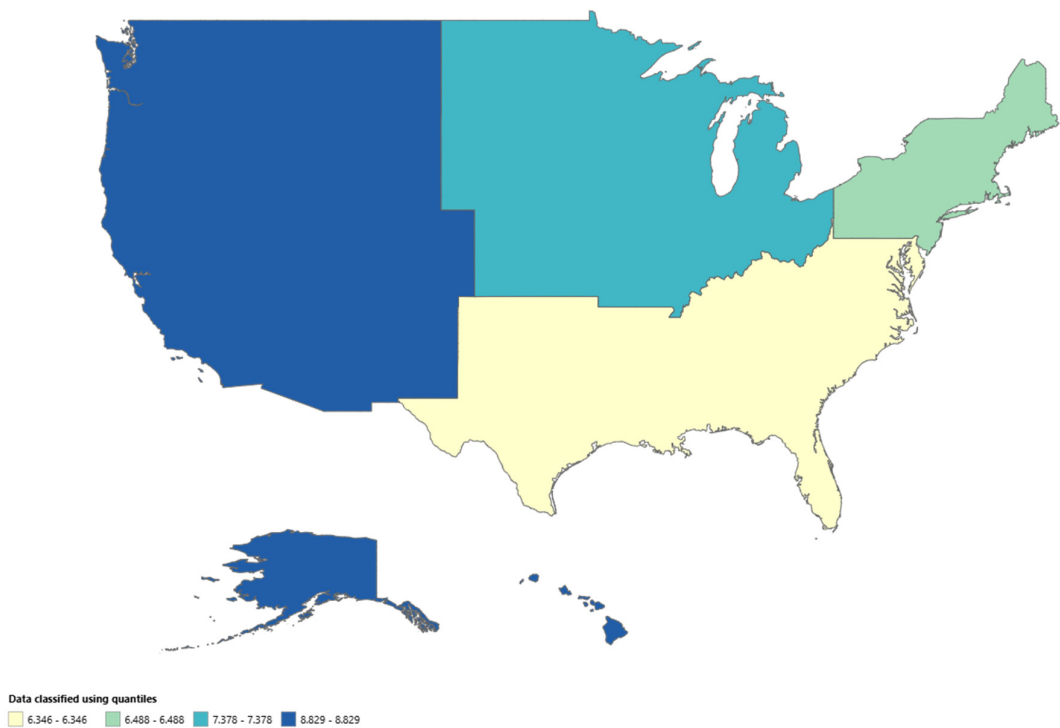 Data classified using quantiles
6.346 - 6.346 6.488 - 6.488 7.378 - 7.378 8.829 - 8.829